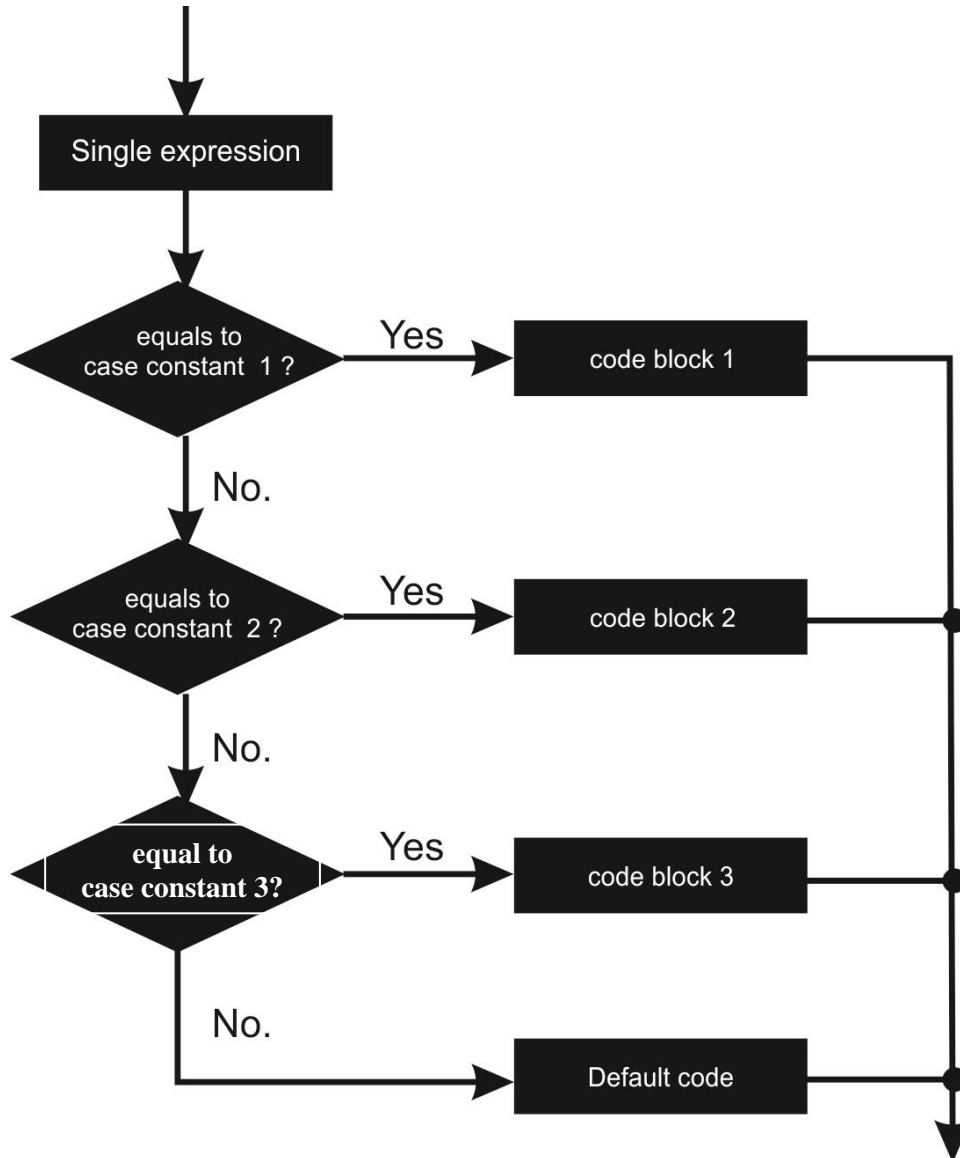 Single expression
equals to
case constant 1 ?
Yes
code block 1
No.
equals to
case constant 2 ?
Yes
code block 2
No.
equal to
case constant 3?
Yes
code block 3
No.
Default code